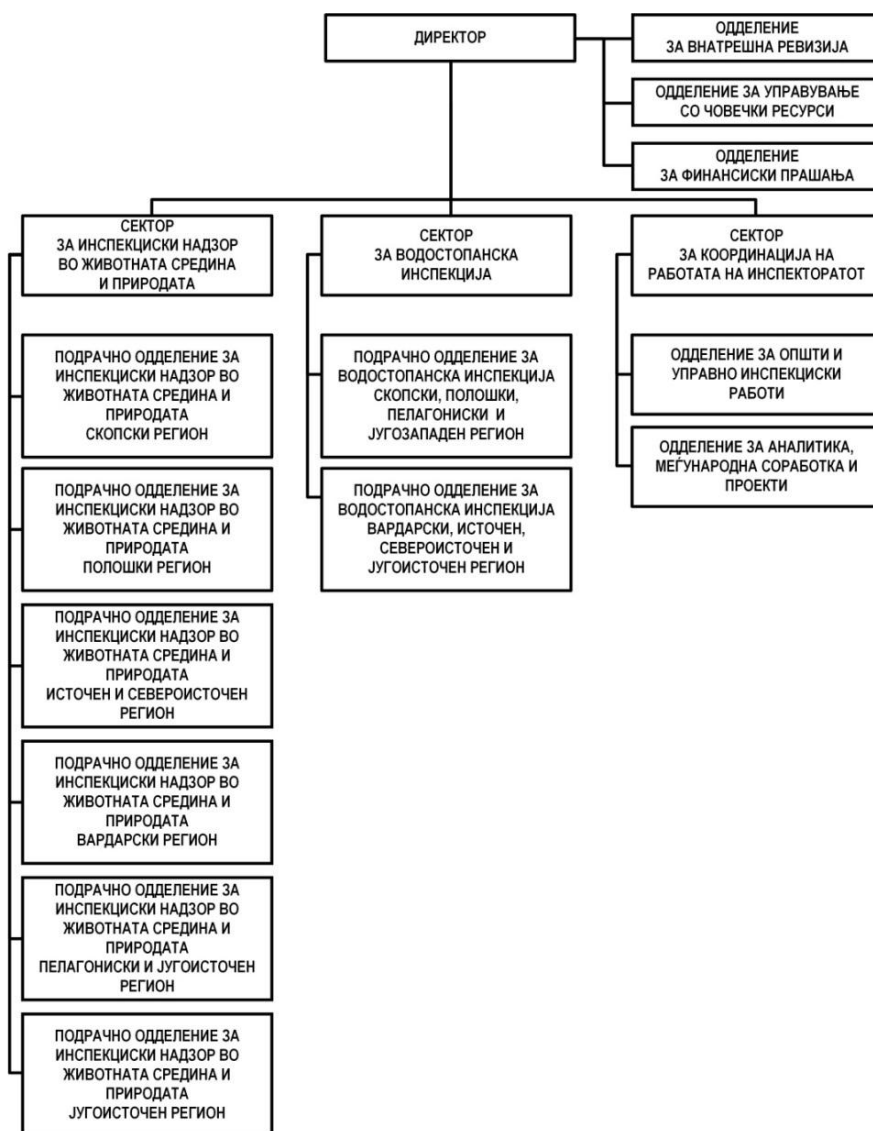 ДИРЕКТОР
ОДДЕЛЕНИЕ
ЗА ВНАТРЕШНА РЕВИЗИЈА
ОДДЕЛЕНИЕ ЗА УПРАВУВАЊЕ
СО ЧОВЕЧКИ РЕСУРСИ
ОДДЕЛЕНИЕ
ЗА ФИНАНСИСКИ ПРАШАЊА
СЕКТОР
ЗА ИНСПЕКЦИСКИ НАДЗОР
ВО ЖИВОТНАТА СРЕДИНА
И ПРИРОДАТА
ПОДРАЧНО ОДДЕЛЕНИЕ ЗА
ИНСПЕКЦИСКИ НАДЗОР ВО
ЖИВОТНАТА СРЕДИНА И
ПРИРОДАТА
СКОПСКИ РЕГИОН
ПОДРАЧНО ОДДЕЛЕНИЕ ЗА
ИНСПЕКЦИСКИ НАДЗОР ВО
ЖИВОТНАТА СРЕДИНА И
ПРИРОДАТА
ПОЛОШКИ РЕГИОН
ПОДРАЧНО ОДДЕЛЕНИЕ ЗА
ИНСПЕКЦИСКИ НАДЗОР ВО
ЖИВОТНАТА СРЕДИНА И
ПРИРОДАТА
ИСТОЧЕН И СЕВЕРОИСТОЧЕН
РЕГИОН
ПОДРАЧНО ОДДЕЛЕНИЕ ЗА
ИНСПЕКЦИСКИ НАДЗОР ВО
ЖИВОТНАТА СРЕДИНА И
ПРИРОДАТА
ВАРДАРСКИ РЕГИОН
ПОДРАЧНО ОДДЕЛЕНИЕ ЗА
ИНСПЕКЦИСКИ НАДЗОР ВО
ЖИВОТНАТА СРЕДИНА И
ПРИРОДАТА
ПЕЛАГОНИСКИ И ЈУГОИСТОЧЕН
РЕГИОН
ПОДРАЧНО ОДДЕЛЕНИЕ ЗА
ИНСПЕКЦИСКИ НАДЗОР ВО
ЖИВОТНАТА СРЕДИНА И
ПРИРОДАТА
ЈУГОИСТОЧЕН РЕГИОН
СЕКТОР
ЗА ВОДОСТОПАНСКА
ИНСПЕКЦИЈА
ПОДРАЧНО ОДДЕЛЕНИЕ ЗА
ВОДОСТОПАНСКА ИНСПЕКЦИЈА
СКОПСКИ, ПОЛОШКИ,
ПЕЛАГОНИСКИ И
ЈУГОЗАПАДЕН РЕГИОН
ПОДРАЧНО ОДДЕЛЕНИЕ ЗА
ВОДОСТОПАНСКА ИНСПЕКЦИЈА
ВАРДАРСКИ, ИСТОЧЕН,
СЕВЕРОИСТОЧЕН И
ЈУГОИСТОЧЕН РЕГИОН
СЕКТОР
ЗА КООРДИНАЦИЈА НА
РАБОТАТА НА ИНСПЕКТОРАТОТ
ОДДЕЛЕНИЕ ЗА ОПШТИ И
УПРАВНО ИНСПЕКЦИСКИ
РАБОТИ
ОДДЕЛЕНИЕ ЗА АНАЛИТИКА,
МЕЃУНАРОДНА СОРАБОТКА И
ПРОЕКТИ